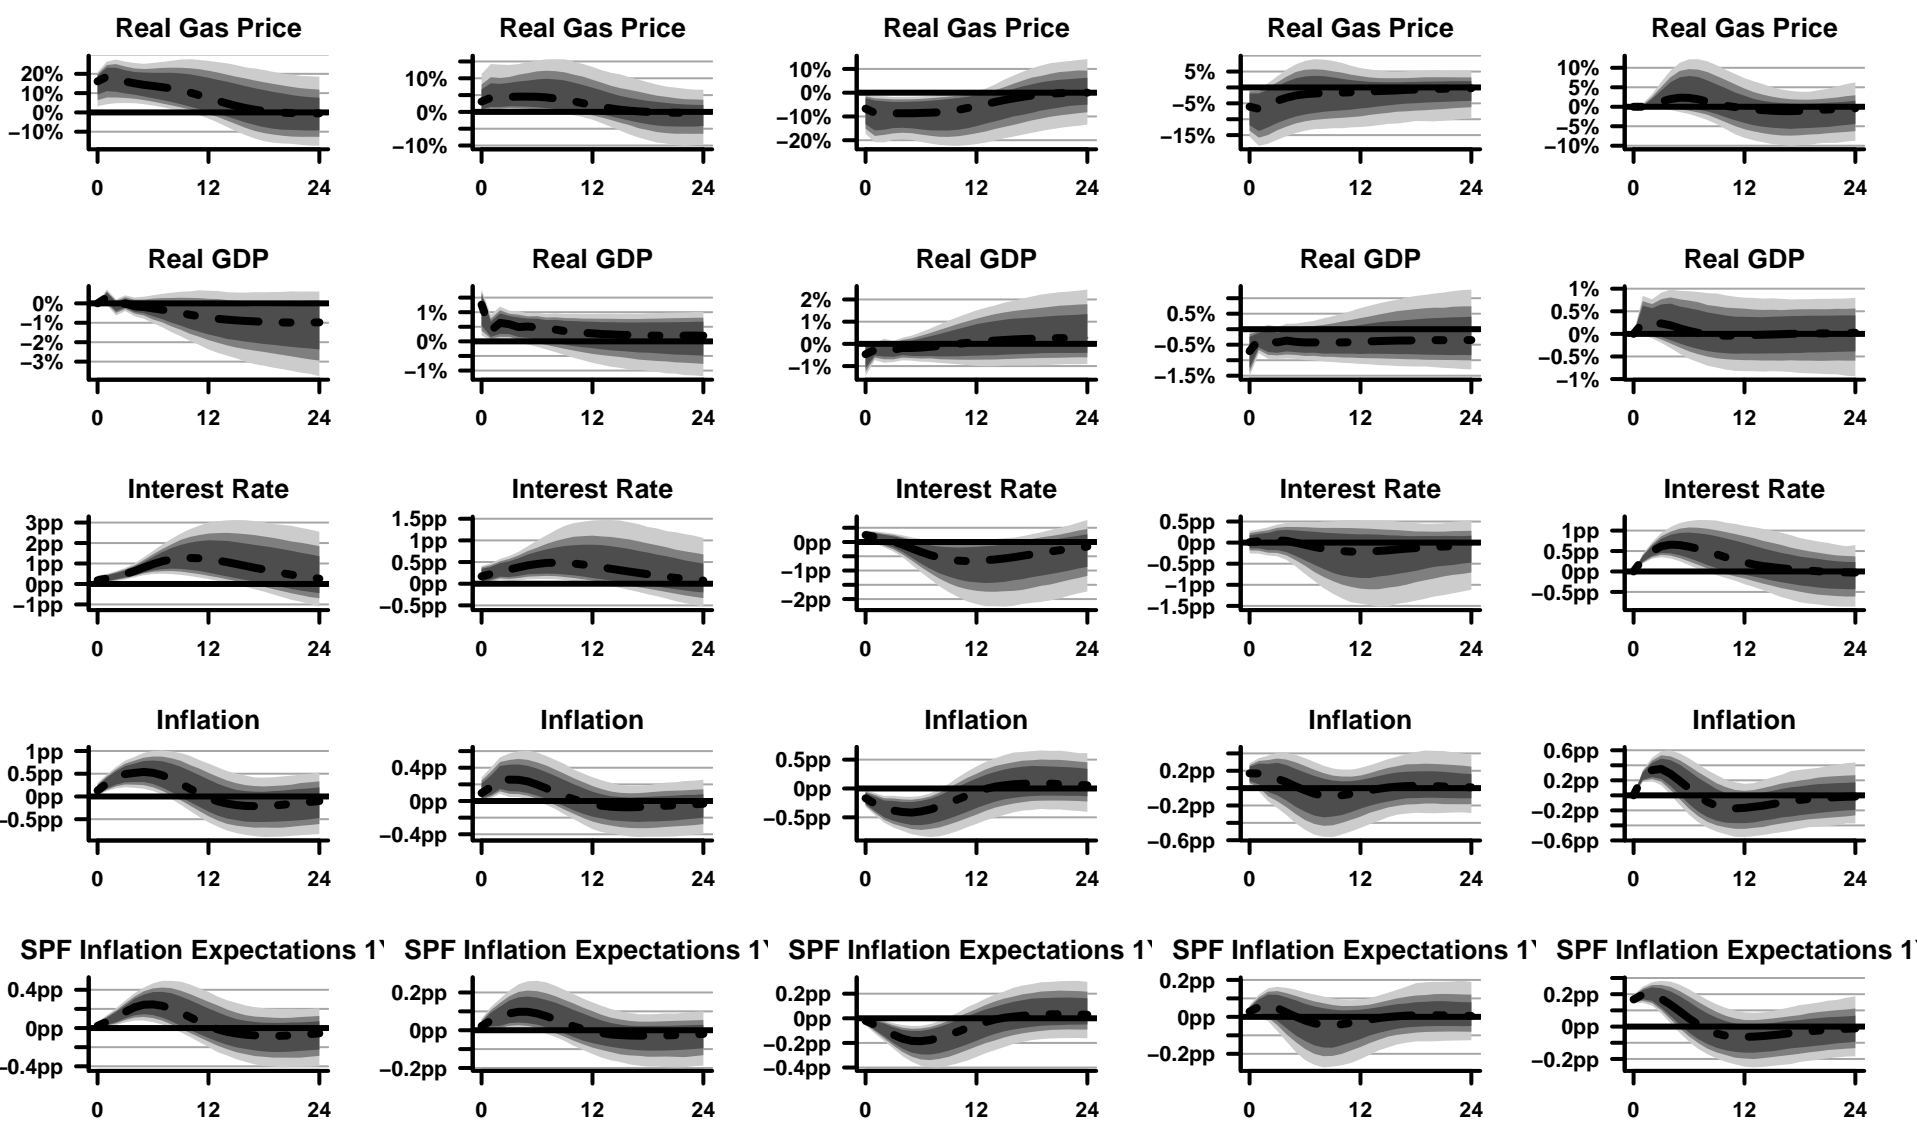 Real Gas Price Real Gas Price Real Gas Price Real Gas Price Real Gas Price
20% 10% 0% −10% 10% 0% −10% 10% 0% −10% −20% 5% −5% −15% 10% 5% 0% −5% −10%
0 12 24 0 12 24 0 12 24 0 12 24 0 12 24
Real GDP Real GDP Real GDP Real GDP Real GDP
0% −1% −2% −3% 1% 0% −1% 2% 1% 0% −1% 0.5% −0.5% −1.5% 1% 0.5% 0% −0.5% −1%
0 12 24 0 12 24 0 12 24 0 12 24 0 12 24
Interest Rate Interest Rate Interest Rate Interest Rate Interest Rate
3pp 2pp 1pp 0pp −1pp 1.5pp 1pp 0.5pp 0pp −0.5pp 0pp −1pp −2pp 0.5pp 0pp −0.5pp −1pp −1.5pp 1pp 0.5pp 0pp −0.5pp
0 12 24 0 12 24 0 12 24 0 12 24 0 12 24
Inflation Inflation Inflation Inflation Inflation
1pp 0.5pp 0pp −0.5pp 0.4pp 0pp −0.4pp 0.5pp 0pp −0.5pp 0.2pp −0.2pp −0.6pp 0.6pp 0.2pp −0.2pp −0.6pp
0 12 24 0 12 24 0 12 24 0 12 24 0 12 24
SPF Inflation Expectations 1 SPF Inflation Expectations 1 SPF Inflation Expectations 1 SPF Inflation Expectations 1 SPF Inflation Expectations 1
0.4pp 0pp −0.4pp 0.2pp 0pp −0.2pp 0.2pp 0pp −0.2pp −0.4pp 0.2pp 0pp −0.2pp 0.2pp 0pp −0.2pp
0 12 24 0 12 24 0 12 24 0 12 24 0 12 24